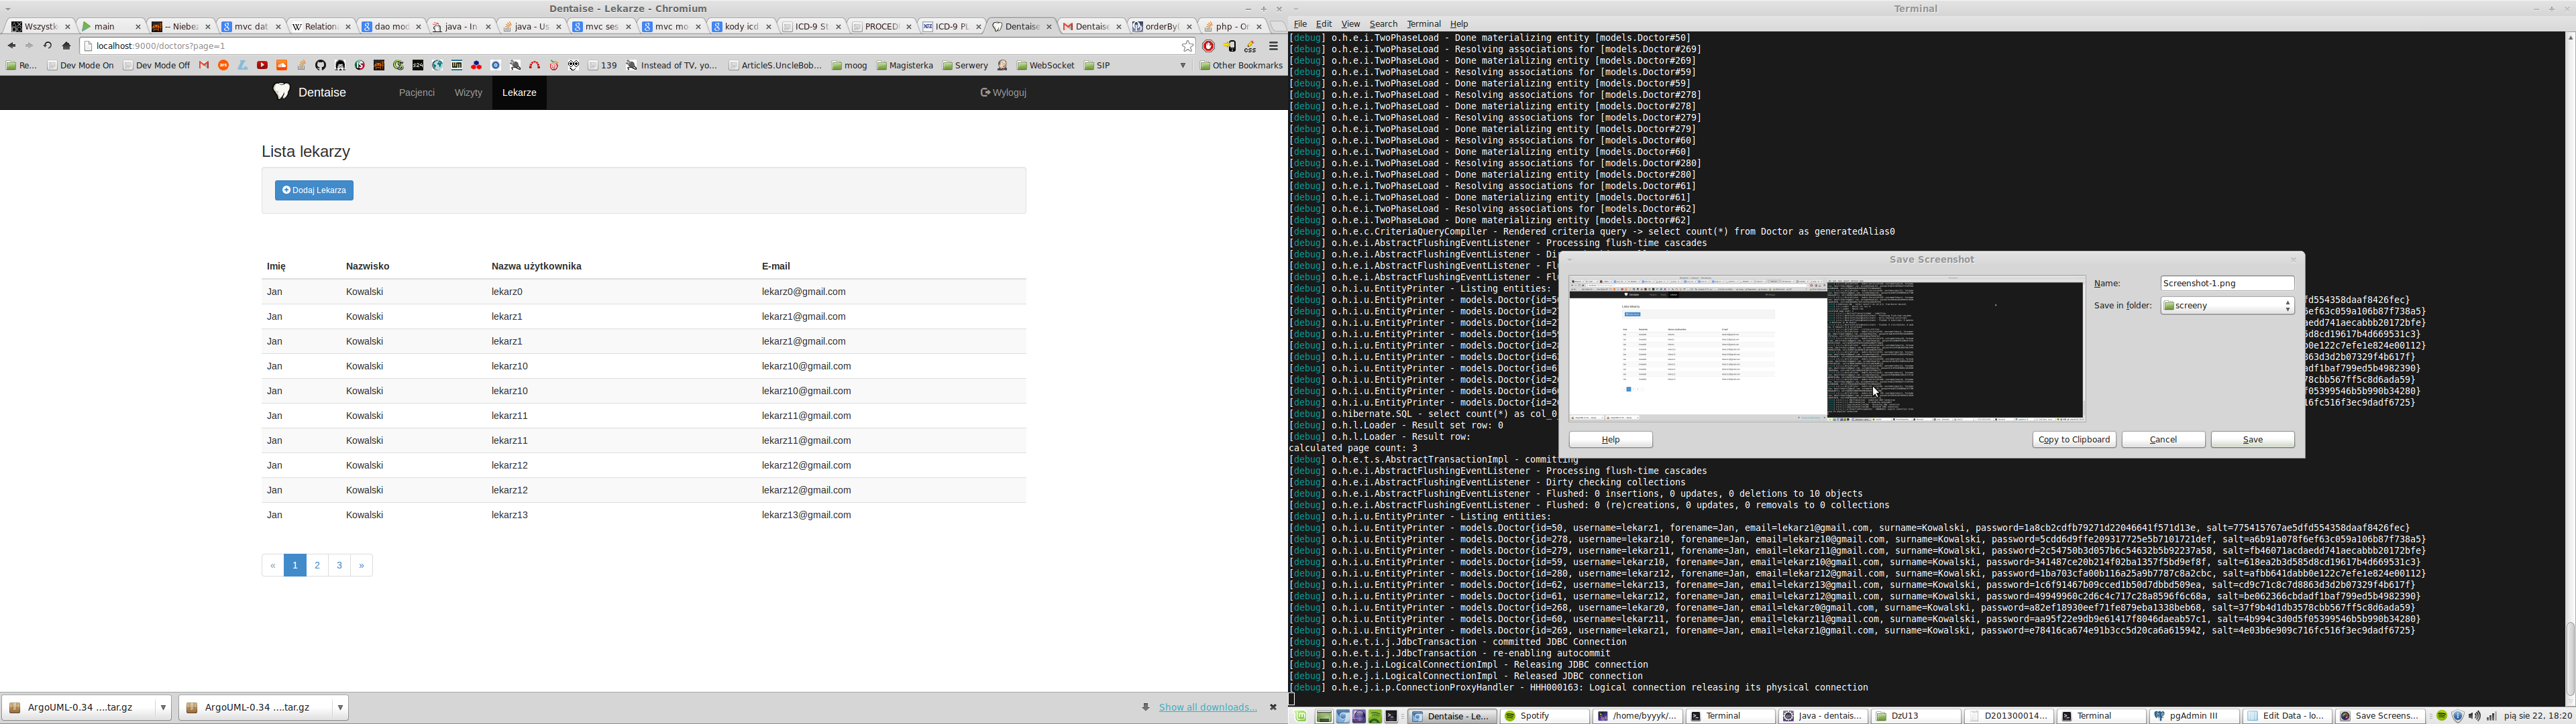 Dentaise - Lekarze - Chromium
Wszystk
main
-- Niebez
mvc dat
Relation
dao mod
java - In
java - Us
mvc ses
mvc mo
kody icd
ICD-9 St
PROCED
ICD-9 PL
Dentaise
Dentaise
orderBy(
php - Or
localhost:9000/doctors?page=1
Re...
Dev Mode On
Dev Mode Off
139
Instead of TV, yo...
ArticleS.UncleBob...
moog
Magisterka
Serwery
WebSocket
SIP
Other Bookmarks
Dentaise
Pacjenci
Wizyty
Lekarze
Wyloguj
Lista lekarzy
Dodaj Lekarza
Imię Nazwisko Nazwa użytkownika E-mail
Jan Kowalski lekarz0 lekarz0@gmail.com
Jan Kowalski lekarz1 lekarz1@gmail.com
Jan Kowalski lekarz1 lekarz1@gmail.com
Jan Kowalski lekarz10 lekarz10@gmail.com
Jan Kowalski lekarz10 lekarz10@gmail.com
Jan Kowalski lekarz11 lekarz11@gmail.com
Jan Kowalski lekarz11 lekarz11@gmail.com
Jan Kowalski lekarz12 lekarz12@gmail.com
Jan Kowalski lekarz12 lekarz12@gmail.com
Jan Kowalski lekarz13 lekarz13@gmail.com
« 1 2 3 »
ArgoUML-0.34 ....tar.gz
ArgoUML-0.34 ....tar.gz
Show all downloads...
Terminal
File Edit View Search Terminal Help
[debug] o.h.e.i.TwoPhaseLoad - Done materializing entity [models.Doctor#50]
[debug] o.h.e.i.TwoPhaseLoad - Resolving associations for [models.Doctor#269]
[debug] o.h.e.i.TwoPhaseLoad - Done materializing entity [models.Doctor#269]
[debug] o.h.e.i.TwoPhaseLoad - Resolving associations for [models.Doctor#59]
[debug] o.h.e.i.TwoPhaseLoad - Done materializing entity [models.Doctor#59]
[debug] o.h.e.i.TwoPhaseLoad - Resolving associations for [models.Doctor#278]
[debug] o.h.e.i.TwoPhaseLoad - Done materializing entity [models.Doctor#278]
[debug] o.h.e.i.TwoPhaseLoad - Resolving associations for [models.Doctor#279]
[debug] o.h.e.i.TwoPhaseLoad - Done materializing entity [models.Doctor#279]
[debug] o.h.e.i.TwoPhaseLoad - Resolving associations for [models.Doctor#60]
[debug] o.h.e.i.TwoPhaseLoad - Done materializing entity [models.Doctor#60]
[debug] o.h.e.i.TwoPhaseLoad - Resolving associations for [models.Doctor#280]
[debug] o.h.e.i.TwoPhaseLoad - Done materializing entity [models.Doctor#280]
[debug] o.h.e.i.TwoPhaseLoad - Resolving associations for [models.Doctor#61]
[debug] o.h.e.i.TwoPhaseLoad - Done materializing entity [models.Doctor#61]
[debug] o.h.e.i.TwoPhaseLoad - Resolving associations for [models.Doctor#62]
[debug] o.h.e.i.TwoPhaseLoad - Done materializing entity [models.Doctor#62]
[debug] o.h.e.c.CriteriaQueryCompiler - Rendered criteria query -> select count(*) from Doctor as generatedAlias0
[debug] o.h.e.i.AbstractFlushingEventListener - Processing flush-time cascades
[debug] o.h.e.i.AbstractFlushingEventListener - Di
[debug] o.h.e.i.AbstractFlushingEventListener - Fl
[debug] o.h.e.i.AbstractFlushingEventListener - Fl
[debug] o.h.i.u.EntityPrinter - Listing entities:
[debug] o.h.i.u.EntityPrinter - models.Doctor{id=5
[debug] o.h.i.u.EntityPrinter - models.Doctor{id=2
[debug] o.h.i.u.EntityPrinter - models.Doctor{id=2
[debug] o.h.i.u.EntityPrinter - models.Doctor{id=5
[debug] o.h.i.u.EntityPrinter - models.Doctor{id=28
[debug] o.h.i.u.EntityPrinter - models.Doctor{id=6
[debug] o.h.i.u.EntityPrinter - models.Doctor{id=6
[debug] o.h.i.u.EntityPrinter - models.Doctor{id=2
[debug] o.h.i.u.EntityPrinter - models.Doctor{id=6
[debug] o.h.i.u.EntityPrinter - models.Doctor{id=2
[debug] o.hibernate.SQL - select count(*) as col_0
[debug] o.h.l.Loader - Result set row: 0
[debug] o.h.l.Loader - Result row:
calculated page count: 3
[debug] o.h.e.t.s.AbstractTransactionImpl - committing
[debug] o.h.e.i.AbstractFlushingEventListener - Processing flush-time cascades
[debug] o.h.e.i.AbstractFlushingEventListener - Dirty checking collections
[debug] o.h.e.i.AbstractFlushingEventListener - Flushed: 0 insertions, 0 updates, 0 deletions to 10 objects
[debug] o.h.e.i.AbstractFlushingEventListener - Flushed: 0 (re)creations, 0 updates, 0 removals to 0 collections
[debug] o.h.i.u.EntityPrinter - Listing entities:
[debug] o.h.i.u.EntityPrinter - models.Doctor{id=50, username=lekarz1, forename=Jan, email=lekarz1@gmail.com, surname=Kowalski, password=1a8cb2cdfb79271d22046641f571d13e, salt=775415767ae5dfd554358daaf8426fec}
[debug] o.h.i.u.EntityPrinter - models.Doctor{id=278, username=lekarz10, forename=Jan, email=lekarz10@gmail.com, surname=Kowalski, password=5cdd6d9ffe209317725e5b7101721def, salt=a6b91a078f6ef63c059a106b87f738a5}
[debug] o.h.i.u.EntityPrinter - models.Doctor{id=279, username=lekarz11, forename=Jan, email=lekarz11@gmail.com, surname=Kowalski, password=2c54750b3d057b6c54632b5b92237a58, salt=fb46071acdaedd741aecabbb20172bfe}
[debug] o.h.i.u.EntityPrinter - models.Doctor{id=59, username=lekarz10, forename=Jan, email=lekarz10@gmail.com, surname=Kowalski, password=341487ce20b214f02ba1357f5bd9ef8f, salt=618ea2b3d585d8cd19617b4d669531c3}
[debug] o.h.i.u.EntityPrinter - models.Doctor{id=280, username=lekarz12, forename=Jan, email=lekarz12@gmail.com, surname=Kowalski, password=1ba703cfa00b116a25a9b7787c8a2cbc, salt=afbb641dabb0e122c7efe1e824e00112}
[debug] o.h.i.u.EntityPrinter - models.Doctor{id=62, username=lekarz13, forename=Jan, email=lekarz13@gmail.com, surname=Kowalski, password=1c6f91467b09cced1b50d7dbbd509ea, salt=cd9c71c8c7d8863d3d2b07329f4b617f}
[debug] o.h.i.u.EntityPrinter - models.Doctor{id=61, username=lekarz12, forename=Jan, email=lekarz12@gmail.com, surname=Kowalski, password=49949960c2d6c4c717c28a8596f6c68a, salt=be062366cbdadf1baf799ed5b4982390}
[debug] o.h.i.u.EntityPrinter - models.Doctor{id=268, username=lekarz0, forename=Jan, email=lekarz0@gmail.com, surname=Kowalski, password=a82ef18930eef71fe879eba1338beb68, salt=37f9b4d1db3578cbb567ff5c8d6ada59}
[debug] o.h.i.u.EntityPrinter - models.Doctor{id=60, username=lekarz11, forename=Jan, email=lekarz11@gmail.com, surname=Kowalski, password=aa95f22e9db9e61417f8046daeab57c1, salt=4b994c3d0d5f05399546b5b990b34280}
[debug] o.h.i.u.EntityPrinter - models.Doctor{id=269, username=lekarz1, forename=Jan, email=lekarz1@gmail.com, surname=Kowalski, password=e78416ca674e91b3cc5d20ca6a615942, salt=4e03b6e909c716fc516f3ec9dadf6725}
[debug] o.h.e.t.i.j.JdbcTransaction - committed JDBC Connection
[debug] o.h.e.t.i.j.JdbcTransaction - re-enabling autocommit
[debug] o.h.e.j.i.LogicalConnectionImpl - Releasing JDBC connection
[debug] o.h.e.j.i.LogicalConnectionImpl - Released JDBC connection
[debug] o.h.e.j.i.p.ConnectionProxyHandler - HHH000163: Logical connection releasing its physical connection
fd554358daaf8426fec}
ef63c059a106b87f738a5}
aedd741aecabbb20172bfe}
5d8cd19617b4d669531c3}
b0e122c7efe1e824e00112}
863d3d2b07329f4b617f}
adf1baf799ed5b4982390}
78cbb567ff5c8d6ada59}
f05399546b5b990b34280}
16fc516f3ec9dadf6725}
Save Screenshot
Name: Screenshot-1.png
Save in folder: screeny
Help
Copy to Clipboard
Cancel
Save
Dentaise - Le...
Spotify
/home/byyyk/...
Terminal
Java - dentais...
DzU13
D201300014...
Terminal
pgAdmin III
Edit Data - lo...
Save Screens...
pią sie 22, 18:20